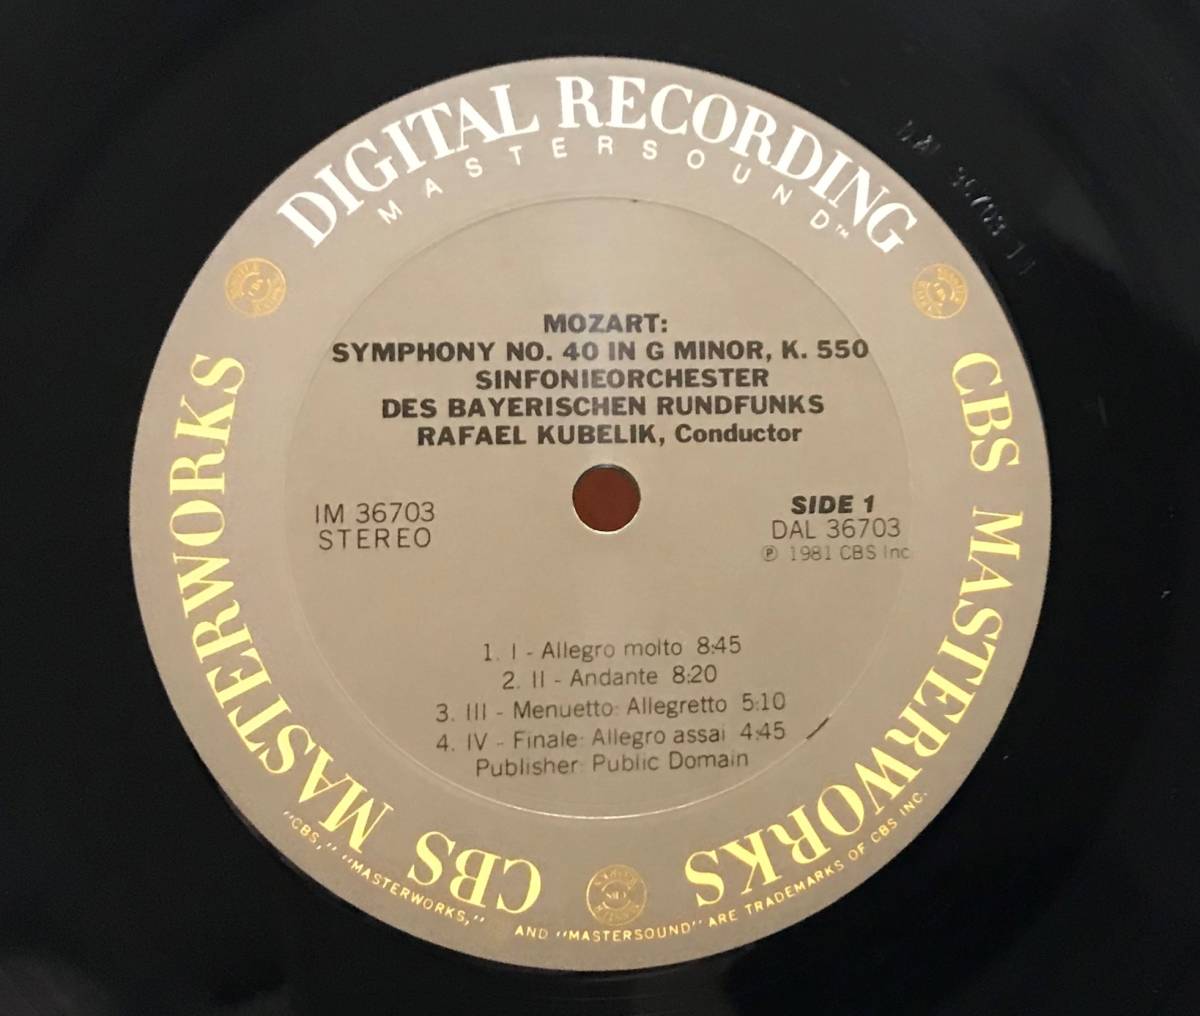 DIGITAL RECORDING
MASTERSOUND™
MOZART:
SYMPHONY NO. 40 IN G MINOR, K. 550
SINFONIEORCHESTER
DES BAYERISCHEN RUNDFUNKS
RAFAEL KUBELIK, Conductor
IM 36703
STEREO
SIDE 1
DAL 36703
℗ 1981 CBS Inc.
1. I - Allegro molto 8:45
2. II - Andante 8:20
3. III - Menuetto: Allegretto 5:10
4. IV - Finale: Allegro assai 4:45
Publisher: Public Domain
CBS MASTERWORKS
CBS MASTERWORKS
"CBS," "MASTERWORKS," AND "MASTERSOUND" ARE TRADEMARKS OF CBS INC.